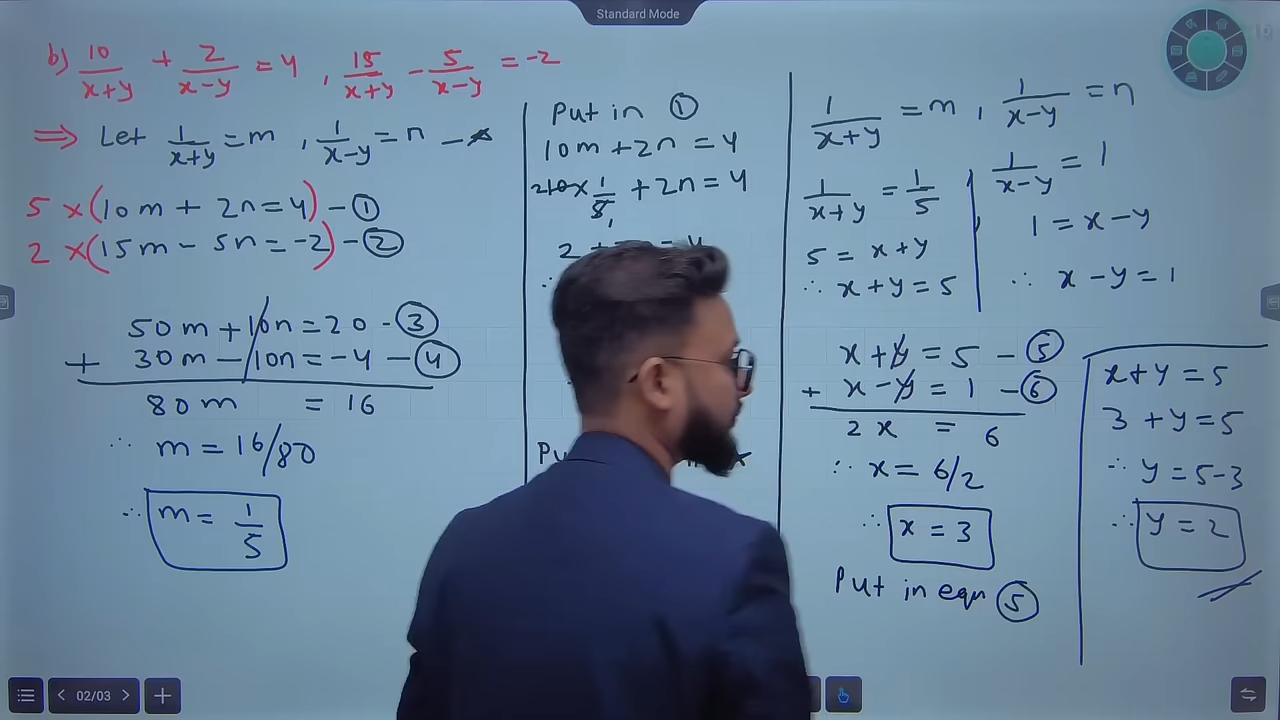 Standard Mode
b) 10/(x+y) + 2/(x-y) = 4 , 15/(x+y) - 5/(x-y) = -2
⇒ Let 1/(x+y) = m , 1/(x-y) = n — *
5 × (10m + 2n = 4) - ①
2 × (15m - 5n = -2) - ②
50m + 10n = 20 - ③
+ 30m - 10n = -4 - ④
80m = 16
∴ m = 16/80
∴ m = 1/5
Put in ①
10m + 2n = 4
× 1/5 + 2n = 4
2
1/(x+y) = m , 1/(x-y) = n
1/(x+y) = 1/5
5 = x+y
∴ x+y = 5
1/(x-y) = 1
1 = x-y
∴ x-y = 1
x+y = 5 - ⑤
+ x-y = 1 - ⑥
2x = 6
∴ x = 6/2
∴ x = 3
Put in eqn ⑤
x+y = 5
3+y = 5
∴ y = 5-3
∴ y = 2
02/03